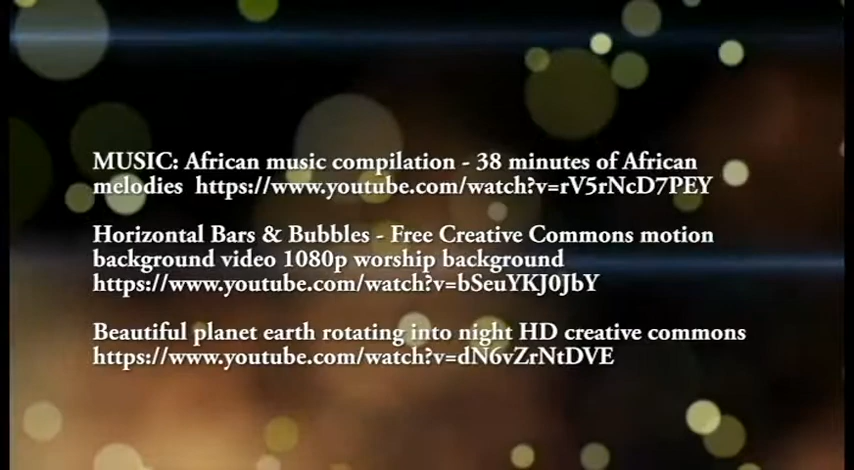 MUSIC: African music compilation - 38 minutes of African
melodies https://www.youtube.com/watch?v=rV5rNcD7PEY
Horizontal Bars & Bubbles - Free Creative Commons motion
background video 1080p worship background
https://www.youtube.com/watch?v=bSeuYKJ0JbY
Beautiful planet earth rotating into night HD creative commons
https://www.youtube.com/watch?v=dN6vZrNtDVE